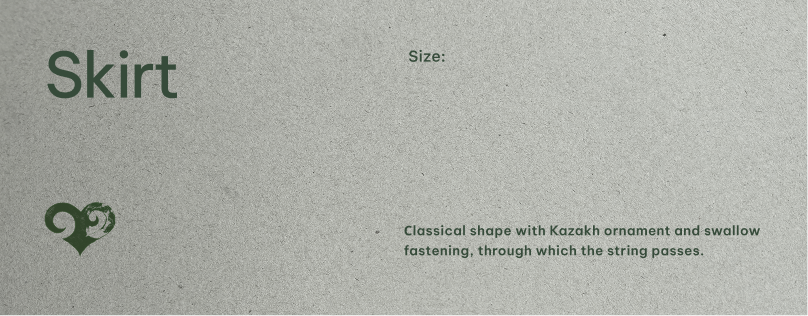 Skirt
Size:
Classical shape with Kazakh ornament and swallow
fastening, through which the string passes.